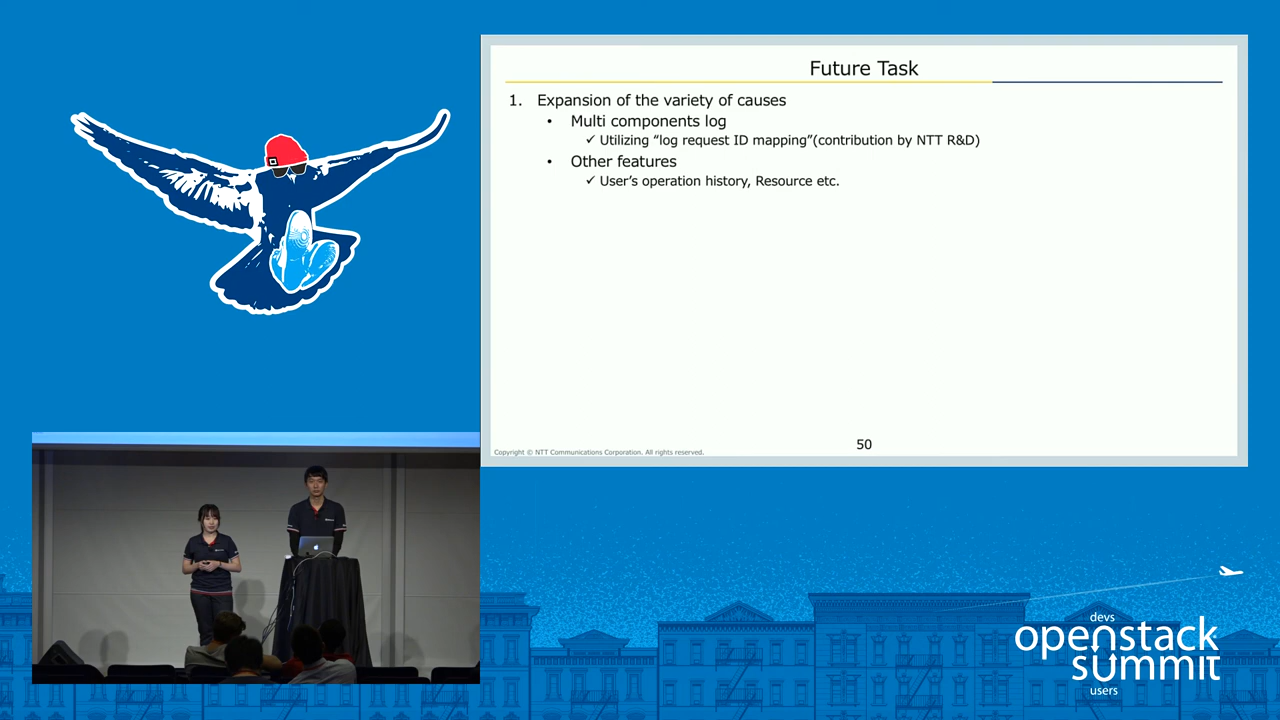 Future Task
1. Expansion of the variety of causes
• Multi components log
✓ Utilizing “log request ID mapping”(contribution by NTT R&D)
• Other features
✓ User’s operation history, Resource etc.
50
Copyright © NTT Communications Corporation. All rights reserved.
devs
openstack
summit
users